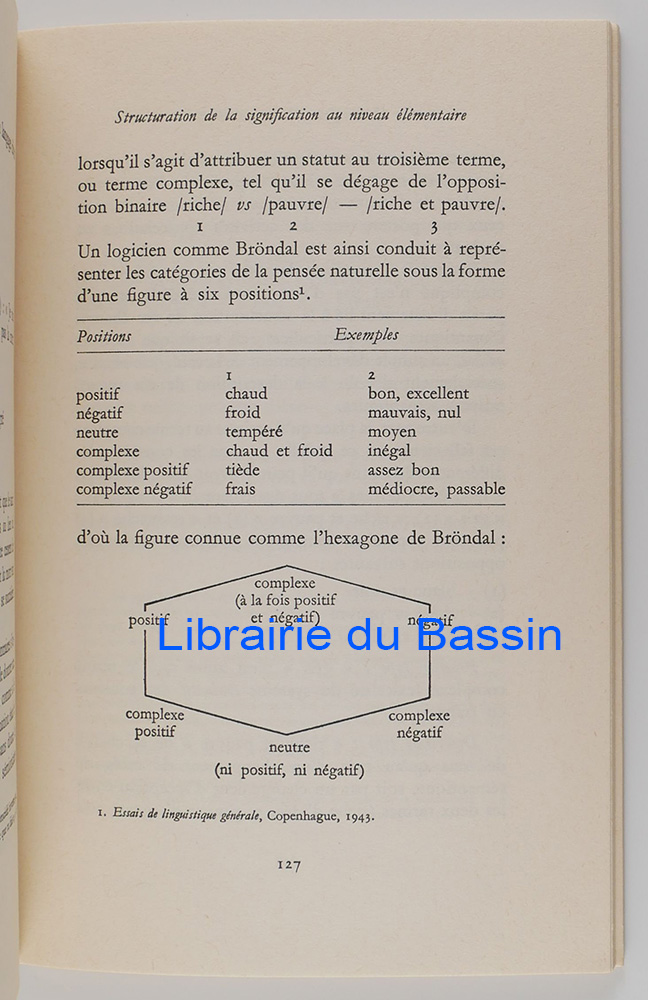 Structuration de la signification au niveau élémentaire
lorsqu'il s'agit d'attribuer un statut au troisième terme,
ou terme complexe, tel qu'il se dégage de l'opposi-
tion binaire /riche/ vs /pauvre/ — /riche et pauvre/.
1 2 3
Un logicien comme Bröndal est ainsi conduit à repré-
senter les catégories de la pensée naturelle sous la forme
d'une figure à six positions¹.
Positions Exemples
1 2
positif chaud bon, excellent
négatif froid mauvais, nul
neutre tempéré moyen
complexe chaud et froid inégal
complexe positif tiède assez bon
complexe négatif frais médiocre, passable
d'où la figure connue comme l'hexagone de Bröndal :
complexe
(à la fois positif
et négatif)
positif négatif
Librairie du Bassin
complexe complexe
positif négatif
neutre
(ni positif, ni négatif)
1. Essais de linguistique générale, Copenhague, 1943.
127